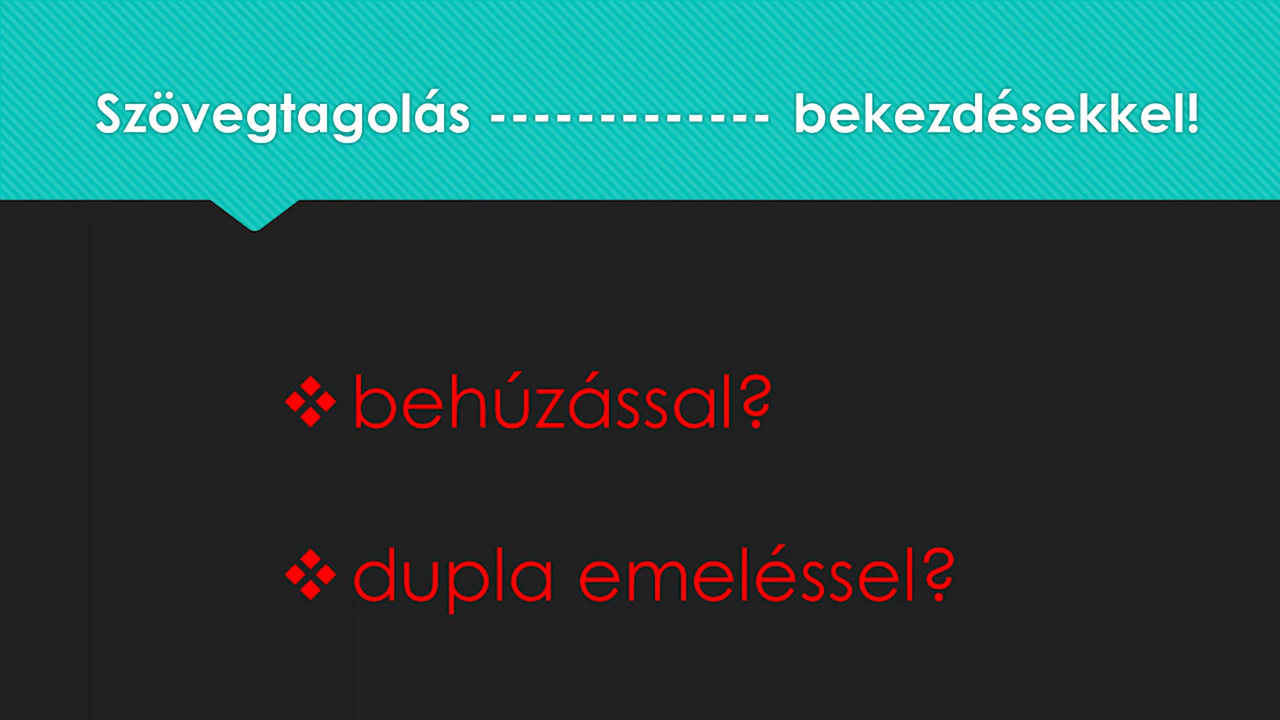 Szövegtagolás ------------- bekezdésekkel!
❖ behúzással?
❖ dupla emeléssel?